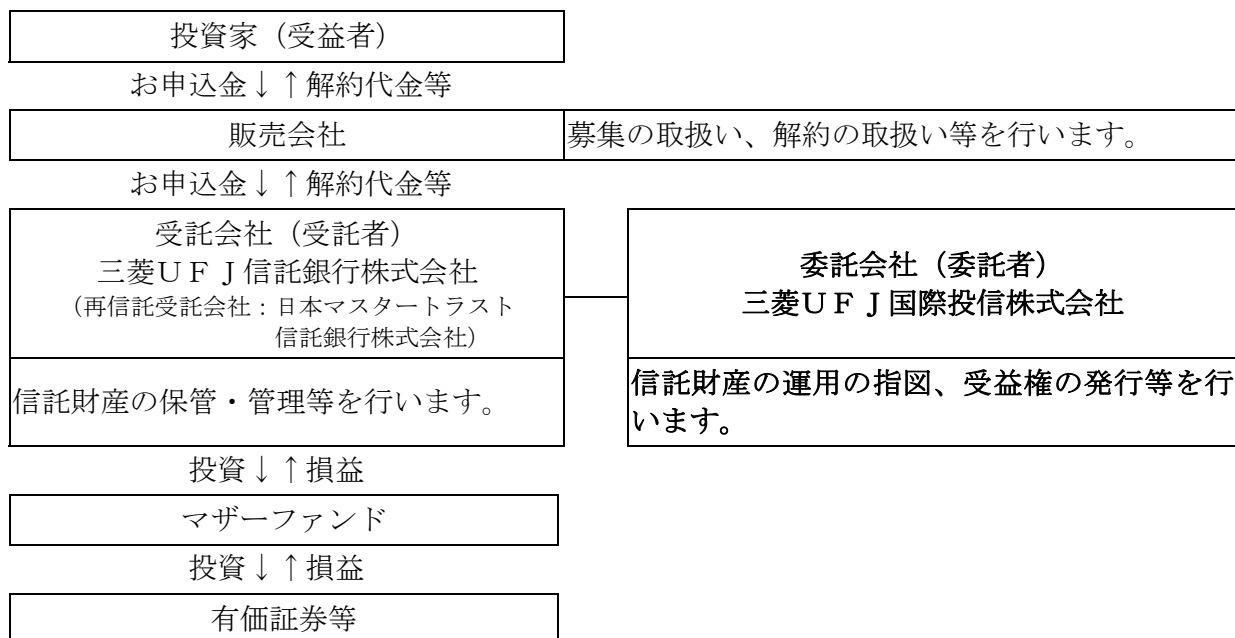 投資家（受益者）
お申込金↓↑解約代金等
販売会社
募集の取扱い、解約の取扱い等を行います。
お申込金↓↑解約代金等
受託会社（受託者）
三菱ＵＦＪ信託銀行株式会社
（再信託受託会社：日本マスタートラスト
信託銀行株式会社）
委託会社（委託者）
三菱ＵＦＪ国際投信株式会社
信託財産の保管・管理等を行います。
信託財産の運用の指図、受益権の発行等を行
います。
投資↓↑損益
マザーファンド
投資↓↑損益
有価証券等